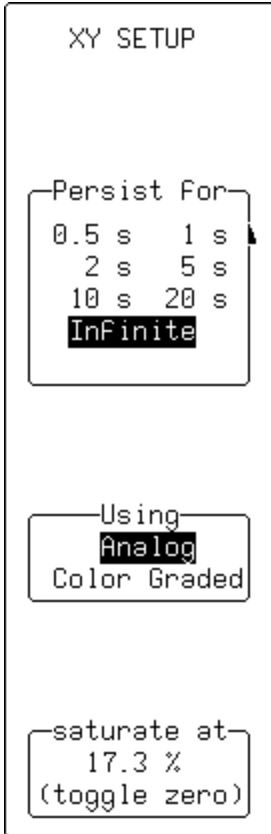 XY SETUP
Persist for
0.5 s 1 s
2 s 5 s
10 s 20 s
Infinite
Using
Analog
Color Graded
saturate at
17.3 %
(toggle zero)